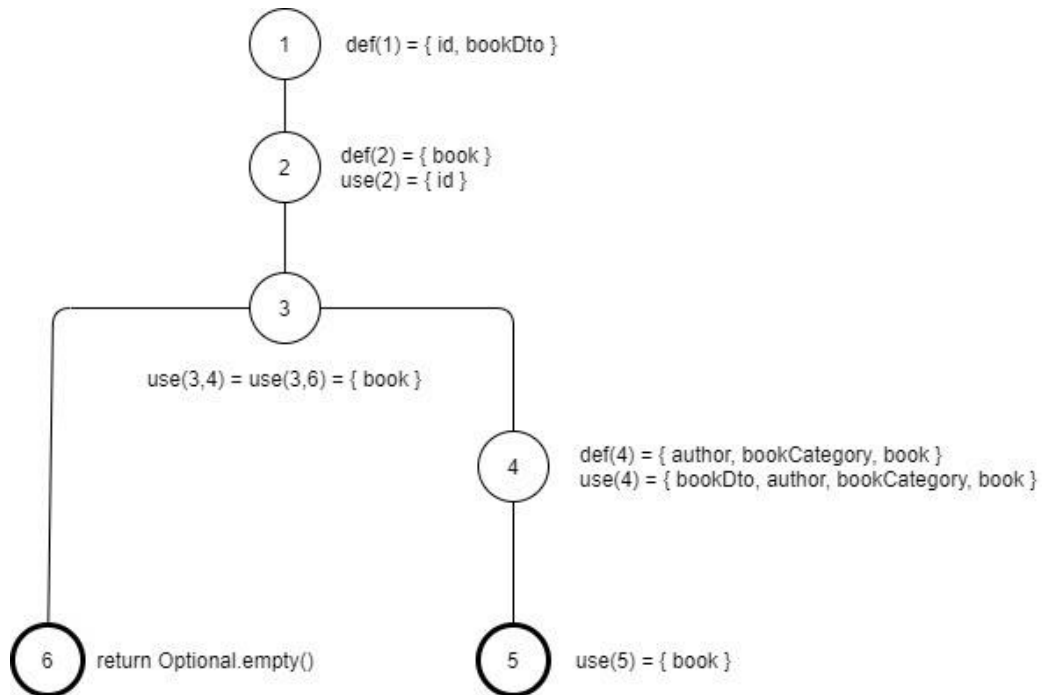 1
def(1) = { id, bookDto }
2
def(2) = { book }
use(2) = { id }
3
use(3,4) = use(3,6) = { book }
4
def(4) = { author, bookCategory, book }
use(4) = { bookDto, author, bookCategory, book }
6
return Optional.empty()
5
use(5) = { book }